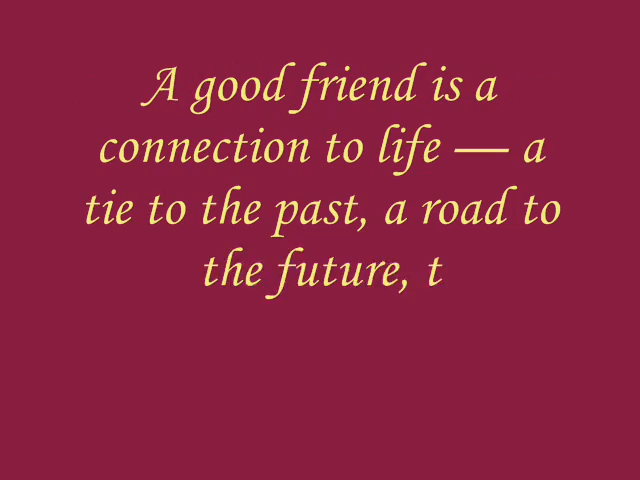 A good friend is a
connection to life — a
tie to the past, a road to
the future, t